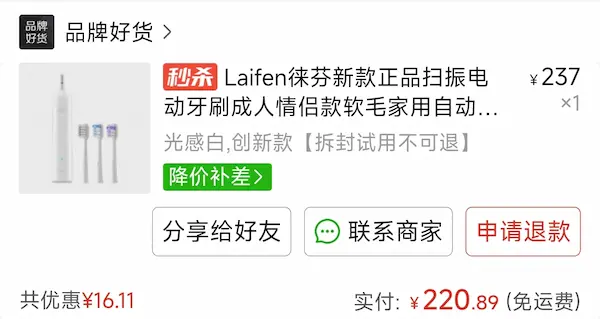 品牌好货
品牌好货 >
秒杀 Laifen徕芬新款正品扫振电 ¥237
动牙刷成人情侣款软毛家用自动... ×1
光感白,创新款【拆封试用不可退】
降价补差>
分享给好友 联系商家 申请退款
共优惠¥16.11 实付: ¥220.89 (免运费)